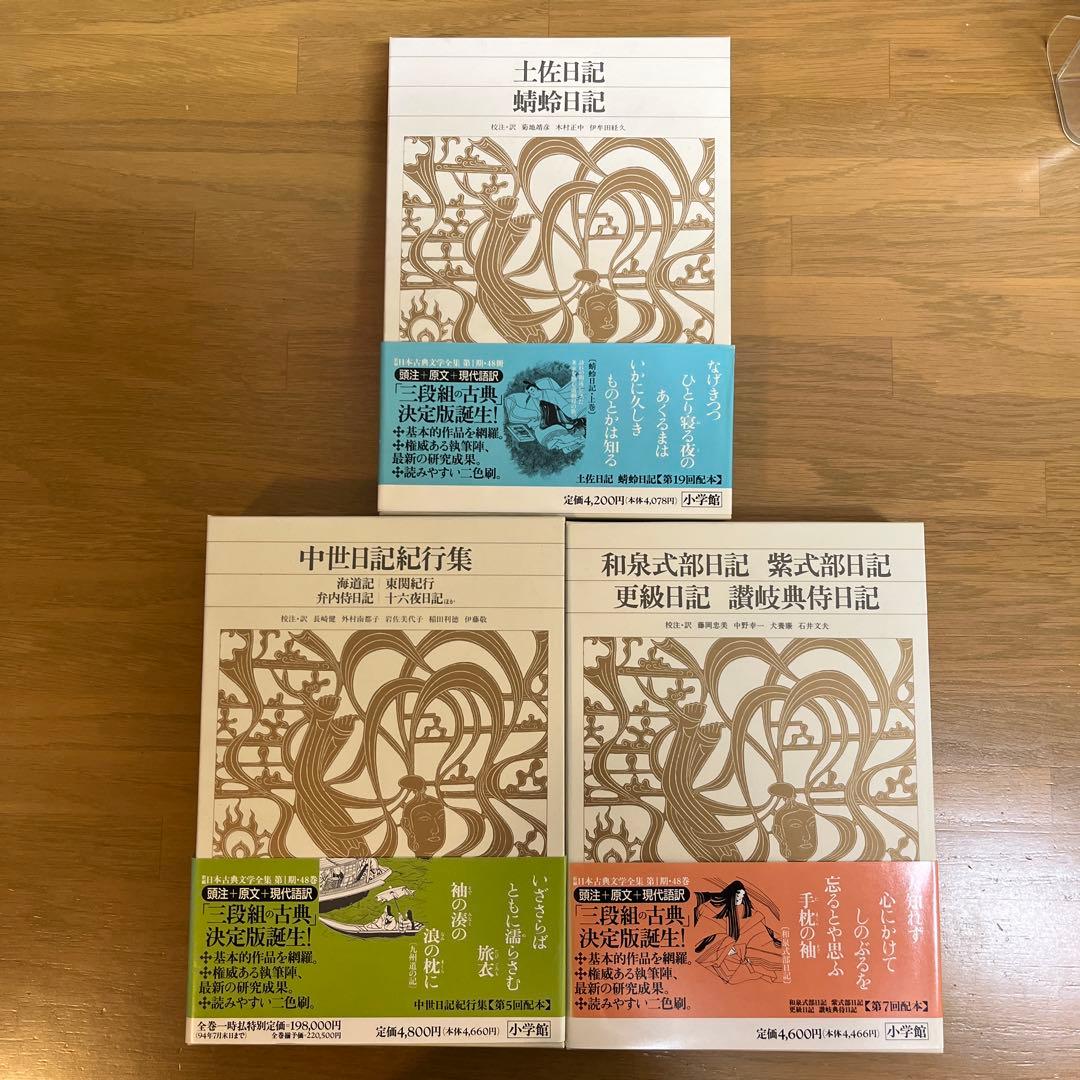 土佐日記
蜻蛉日記
校注・訳 菊地靖彦 木村正中 伊牟田経久
日本古典文学全集 第Ⅰ期・48冊
頭注＋原文＋現代語訳
「三段組の古典」
決定版誕生!
基本的作品を網羅。
権威ある執筆陣、
最新の研究成果。
読みやすい二色刷。
なげきつつ
ひとり寝る夜の
あくるまは
いかに久しき
ものとかは知る
[蜻蛉日記・上巻]
土佐日記 蜻蛉日記【第19回配本】
定価4,200円(本体4,078円) 小学館
中世日記紀行集
海道記 東関紀行
弁内侍日記 十六夜日記ほか
校注・訳 長崎健 外村南都子 岩佐美代子 稲田利徳 伊藤敬
日本古典文学全集 第Ⅰ期・48巻
頭注＋原文＋現代語訳
「三段組の古典」
決定版誕生!
基本的作品を網羅。
権威ある執筆陣、
最新の研究成果。
読みやすい二色刷。
いざさらば
ともに濡らさむ
旅衣
袖の湊の
浪の枕に
[九州道の記]
中世日記紀行集【第5回配本】
全巻一時払特別定価=198,000円
(94年7月末日まで) 全巻揃予価=220,500円
定価4,800円(本体4,660円) 小学館
和泉式部日記 紫式部日記
更級日記 讃岐典侍日記
校注・訳 藤岡忠美 中野幸一 犬養廉 石井文夫
日本古典文学全集 第Ⅰ期・48巻
頭注＋原文＋現代語訳
「三段組の古典」
決定版誕生!
基本的作品を網羅。
権威ある執筆陣、
最新の研究成果。
読みやすい二色刷。
知れず
心にかけて
しのぶるを
忘るとや思ふ
手枕の袖
[和泉式部日記]
和泉式部日記 紫式部日記
更級日記 讃岐典侍日記【第7回配本】
定価4,600円(本体4,466円) 小学館